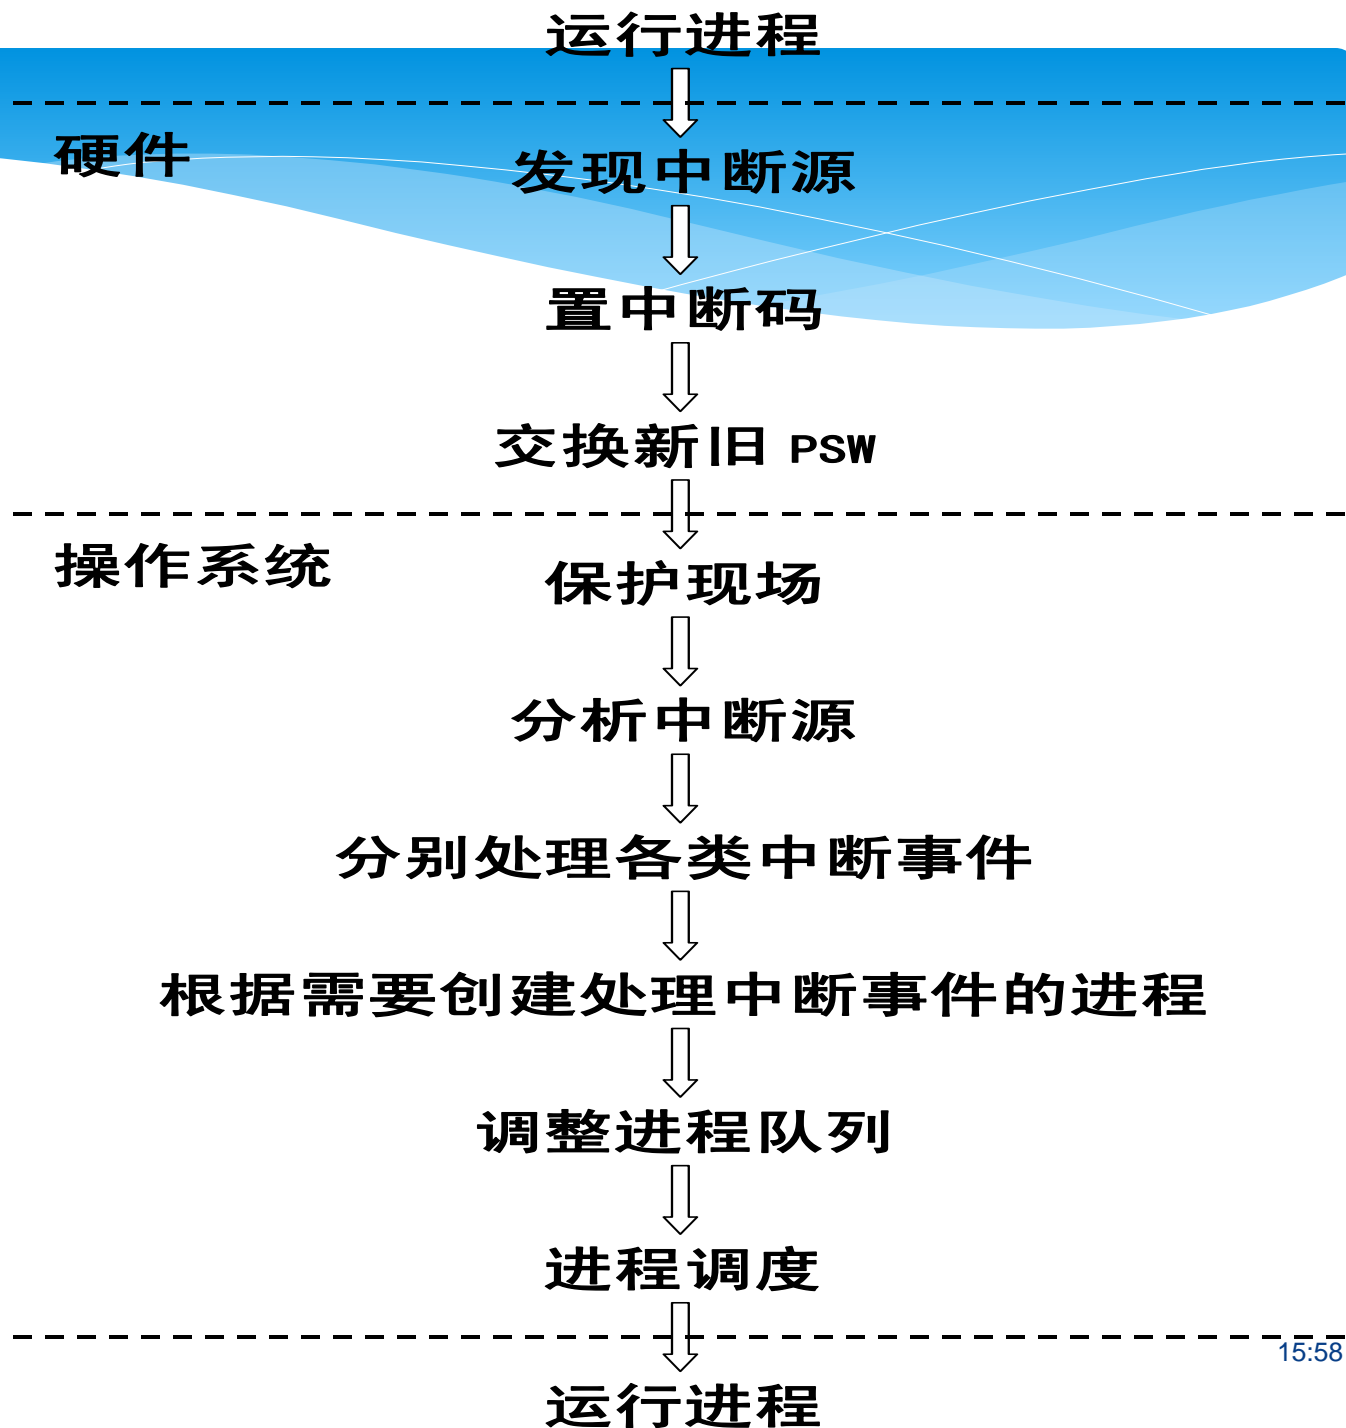 运行进程
硬件
发现中断源
置中断码
交换新旧 PSW
操作系统
保护现场
分析中断源
分别处理各类中断事件
根据需要创建处理中断事件的进程
调整进程队列
进程调度
15:58
运行进程